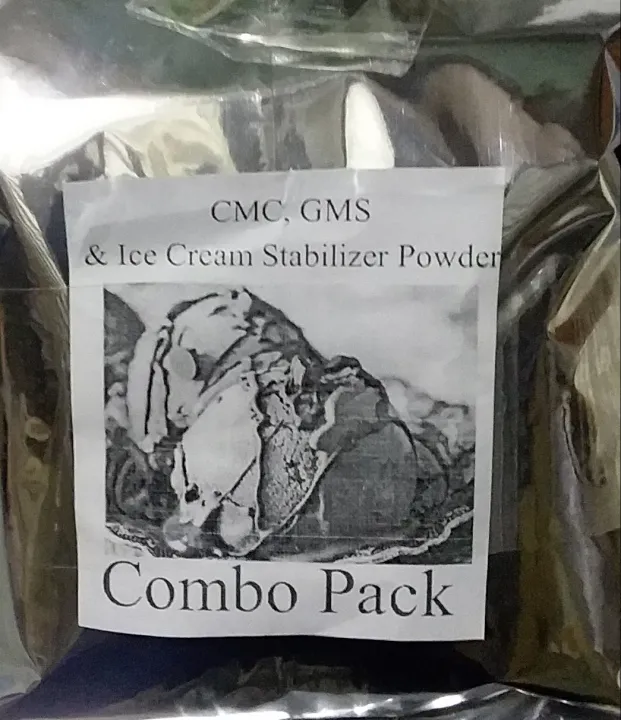 CMC, GMS
& Ice Cream Stabilizer Powder
Combo Pack